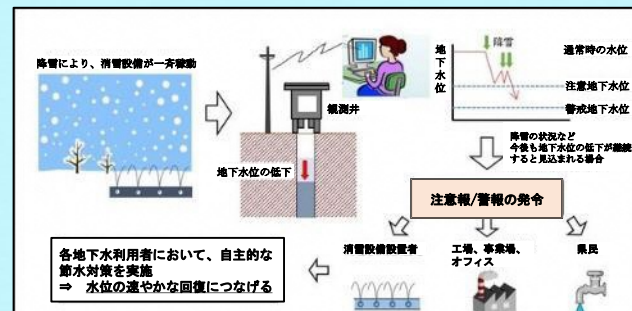 降雪により、消雪設備が一斉稼動
観測井
地下水位の低下
地下水位
降雪
通常時の水位
注意地下水位
警戒地下水位
降雪の状況など
今後も地下水位の低下が継続
すると見込まれる場合
注意報/警報の発令
消雪設備設置者
工場、事業場、
オフィス
県民
各地下水利用者において、自主的な
節水対策を実施
⇒ 水位の速やかな回復につなげる